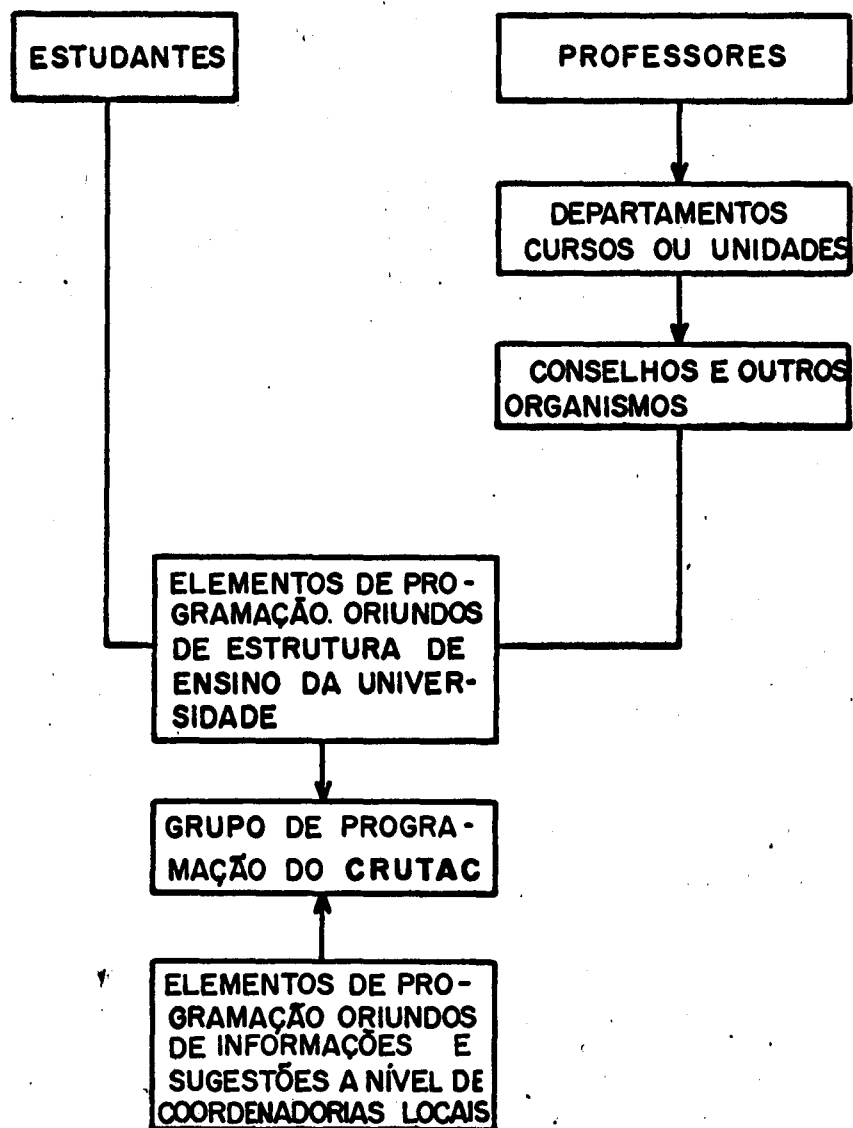 ESTUDANTES
PROFESSORES
DEPARTAMENTOS
CURSOS OU UNIDADES
CONSELHOS E OUTROS
ORGANISMOS
ELEMENTOS DE PRO-
GRAMAÇÃO. ORIUNDOS
DE ESTRUTURA DE
ENSINO DA UNIVER-
SIDADE
GRUPO DE PROGRA-
MAÇÃO DO CRUTAC
ELEMENTOS DE PRO-
GRAMAÇÃO ORIUNDOS
DE INFORMAÇÕES E
SUGESTÕES A NÍVEL DE
COORDENADORIAS LOCAIS